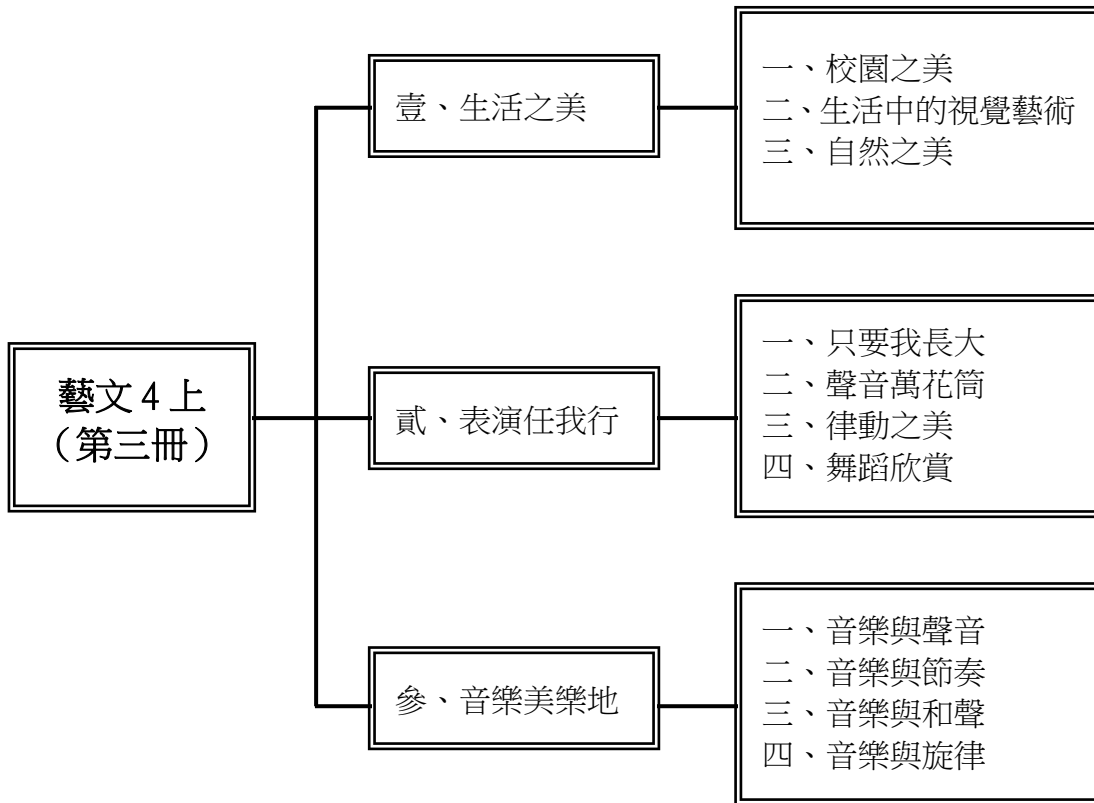 藝文 4 上
（第三冊）
壹、生活之美
一、校園之美
二、生活中的視覺藝術
三、自然之美
貳、表演任我行
一、只要我長大
二、聲音萬花筒
三、律動之美
四、舞蹈欣賞
參、音樂美樂地
一、音樂與聲音
二、音樂與節奏
三、音樂與和聲
四、音樂與旋律